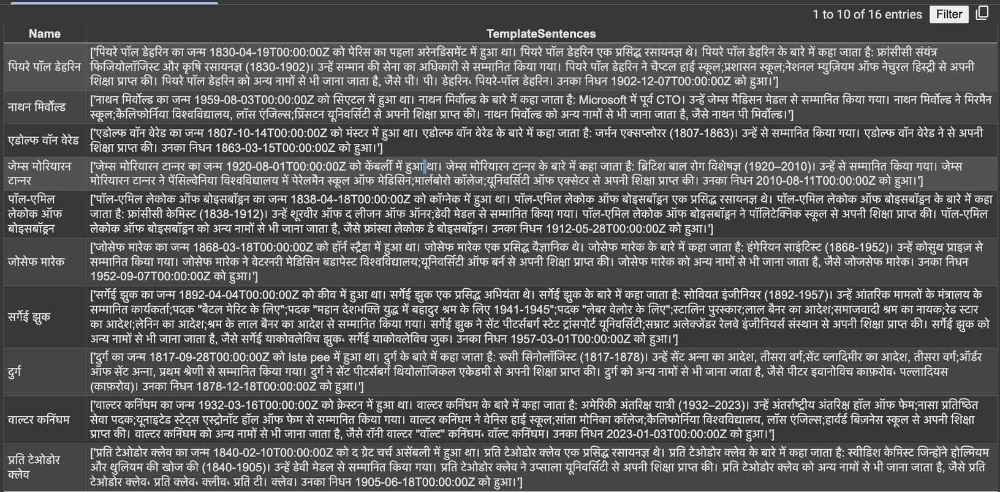 1 to 10 of 16 entries Filter
Name TemplateSentences
पियरे पॉल डेहरिन
['पियरे पॉल डेहरिन का जन्म 1830-04-19T00:00:00Z को पेरिस का पहला अरेनडिसमेंट में हुआ था। पियरे पॉल डेहरिन एक प्रसिद्ध रसायनज्ञ थे। पियरे पॉल डेहरिन के बारे में कहा जाता है: फ्रांसीसी संयंत्र
फिजियोलॉजिस्ट और कृषि रसायनज्ञ (1830-1902)। उन्हें सम्मान की सेना का अधिकारी से सम्मानित किया गया। पियरे पॉल डेहरिन ने चैप्टल हाई स्कूल;प्रशासन स्कूल;नेशनल म्युज़ियम ऑफ नेचुरल हिस्ट्री से अपनी
शिक्षा प्राप्त की। पियरे पॉल डेहरिन को अन्य नामों से भी जाना जाता है, जैसे पी। पी। डेहरिन، पियरे-पॉल डेहरिन। उनका निधन 1902-12-07T00:00:00Z को हुआ।']
नाथन मिर्वोल्ड
['नाथन मिर्वोल्ड का जन्म 1959-08-03T00:00:00Z को सिएटल में हुआ था। नाथन मिर्वोल्ड के बारे में कहा जाता है: Microsoft में पूर्व CTO। उन्हें जेम्स मैडिसन मेडल से सम्मानित किया गया। नाथन मिर्वोल्ड ने मिरमैन
स्कूल;कैलिफोर्निया विश्वविद्यालय, लॉस एंजिल्स;प्रिंसटन यूनिवर्सिटी से अपनी शिक्षा प्राप्त की। नाथन मिर्वोल्ड को अन्य नामों से भी जाना जाता है, जैसे नाथन पी मिर्वोल्ड।']
एडोल्फ वॉन वेरेड
['एडोल्फ वॉन वेरेड का जन्म 1807-10-14T00:00:00Z को मंस्टर में हुआ था। एडोल्फ वॉन वेरेड के बारे में कहा जाता है: जर्मन एक्सप्लोरर (1807-1863)। उन्हें से सम्मानित किया गया। एडोल्फ वॉन वेरेड ने से अपनी
शिक्षा प्राप्त की। उनका निधन 1863-03-15T00:00:00Z को हुआ।']
जेम्स मोरियारन
टान्नर
['जेम्स मोरियारन टान्नर का जन्म 1920-08-01T00:00:00Z को केंबर्ली में हुआ था। जेम्स मोरियारन टान्नर के बारे में कहा जाता है: ब्रिटिश बाल रोग विशेषज्ञ (1920–2010)। उन्हें से सम्मानित किया गया। जेम्स
मोरियारन टान्नर ने पेंसिल्वेनिया विश्वविद्यालय में पेरेलमैन स्कूल ऑफ मेडिसिन;मार्लबोरो कॉलेज;यूनिवर्सिटी ऑफ एक्सेटर से अपनी शिक्षा प्राप्त की। उनका निधन 2010-08-11T00:00:00Z को हुआ।']
पॉल-एमिल
लेकोक ऑफ
बोइसबॉड्रन
['पॉल-एमिल लेकोक ऑफ बोइसबॉड्रन का जन्म 1838-04-18T00:00:00Z को कॉग्नेक में हुआ था। पॉल-एमिल लेकोक ऑफ बोइसबॉड्रन एक प्रसिद्ध रसायनज्ञ थे। पॉल-एमिल लेकोक ऑफ बोइसबॉड्रन के बारे में कहा
जाता है: फ्रांसीसी केमिस्ट (1838-1912)। उन्हें शूरवीर ऑफ द लीजन ऑफ ऑनर;डेवी मेडल से सम्मानित किया गया। पॉल-एमिल लेकोक ऑफ बोइसबॉड्रन ने पॉलिटेक्निक स्कूल से अपनी शिक्षा प्राप्त की। पॉल-एमिल
लेकोक ऑफ बोइसबॉड्रन को अन्य नामों से भी जाना जाता है, जैसे फ्रांस्वा लेकोक डे बोइसबॉड्रन। उनका निधन 1912-05-28T00:00:00Z को हुआ।']
जोसेफ मारेक
['जोसेफ मारेक का जन्म 1868-03-18T00:00:00Z को हॉर्न स्ट्रैडा में हुआ था। जोसेफ मारेक एक प्रसिद्ध वैज्ञानिक थे। जोसेफ मारेक के बारे में कहा जाता है: हंगेरियन साइंटिस्ट (1868-1952)। उन्हें कोसुथ प्राइज़ से
सम्मानित किया गया। जोसेफ मारेक ने वेटरनरी मेडिसिन बडापेस्ट विश्वविद्यालय;यूनिवर्सिटी ऑफ बर्न से अपनी शिक्षा प्राप्त की। जोसेफ मारेक को अन्य नामों से भी जाना जाता है, जैसे जोजसेफ मारेक। उनका निधन
1952-09-07T00:00:00Z को हुआ।']
सर्गेई झुक
['सर्गेई झुक का जन्म 1892-04-04T00:00:00Z को कीव में हुआ था। सर्गेई झुक एक प्रसिद्ध अभियंता थे। सर्गेई झुक के बारे में कहा जाता है: सोवियत इंजीनियर (1892-1957)। उन्हें आंतरिक मामलों के मंत्रालय के
सम्मानित कार्यकर्ता;पदक "बैटल मेरिट के लिए";पदक "महान देशभक्ति युद्ध में बहादुर श्रम के लिए 1941-1945";पदक "लेबर वेलोर के लिए";स्टालिन पुरस्कार;लाल बैनर का आदेश;समाजवादी श्रम का नायक;रेड स्टार
का आदेश;लेनिन का आदेश;श्रम के लाल बैनर का आदेश से सम्मानित किया गया। सर्गेई झुक ने सेंट पीटर्सबर्ग स्टेट ट्रांसपोर्ट यूनिवर्सिटी;सम्राट अलेक्जेंडर रेलवे इंजीनियर्स संस्थान से अपनी शिक्षा प्राप्त की। सर्गेई झुक को
अन्य नामों से भी जाना जाता है, जैसे सर्गेई याकोवलेविच झुक، सर्गेई याकोवलेविच जुक। उनका निधन 1957-03-01T00:00:00Z को हुआ।']
दुर्ग
['दुर्ग का जन्म 1817-09-28T00:00:00Z को Iste pee में हुआ था। दुर्ग के बारे में कहा जाता है: रूसी सिनोलॉजिस्ट (1817-1878)। उन्हें सेंट अन्ना का आदेश, तीसरा वर्ग;सेंट व्लादिमीर का आदेश, तीसरा वर्ग;ऑर्डर
ऑफ सेंट अन्ना, प्रथम श्रेणी से सम्मानित किया गया। दुर्ग ने सेंट पीटर्सबर्ग थियोलॉजिकल एकेडमी से अपनी शिक्षा प्राप्त की। दुर्ग को अन्य नामों से भी जाना जाता है, जैसे पीटर इवानोविच काफ़रोव، पल्लादियस
(काफ़रोव)। उनका निधन 1878-12-18T00:00:00Z को हुआ।']
वाल्टर कनिंघम
['वाल्टर कनिंघम का जन्म 1932-03-16T00:00:00Z को क्रेस्टन में हुआ था। वाल्टर कनिंघम के बारे में कहा जाता है: अमेरिकी अंतरिक्ष यात्री (1932–2023)। उन्हें अंतर्राष्ट्रीय अंतरिक्ष हॉल ऑफ फेम;नासा प्रतिष्ठित
सेवा पदक;यूनाइटेड स्टेट्स एस्ट्रोनॉट हॉल ऑफ फेम से सम्मानित किया गया। वाल्टर कनिंघम ने वेनिस हाई स्कूल;सांता मोनिका कॉलेज;कैलिफोर्निया विश्वविद्यालय, लॉस एंजिल्स;हार्वर्ड बिज़नेस स्कूल से अपनी शिक्षा
प्राप्त की। वाल्टर कनिंघम को अन्य नामों से भी जाना जाता है, जैसे रॉनी वाल्टर "वॉल्ट" कनिंघम، वॉल्ट कनिंघम। उनका निधन 2023-01-03T00:00:00Z को हुआ।']
प्रति टेओडोर
क्लेव
['प्रति टेओडोर क्लेव का जन्म 1840-02-10T00:00:00Z को द ग्रेट चर्च असेंबली में हुआ था। प्रति टेओडोर क्लेव एक प्रसिद्ध रसायनज्ञ थे। प्रति टेओडोर क्लेव के बारे में कहा जाता है: स्वीडिश केमिस्ट जिन्होंने होल्मियम
और थुलियम की खोज की (1840-1905)। उन्हें डेवी मेडल से सम्मानित किया गया। प्रति टेओडोर क्लेव ने उप्साला यूनिवर्सिटी से अपनी शिक्षा प्राप्त की। प्रति टेओडोर क्लेव को अन्य नामों से भी जाना जाता है, जैसे प्रति
टेओडोर क्लेव، प्रति क्लेव، क्लीव، प्रति टी। क्लेव। उनका निधन 1905-06-18T00:00:00Z को हुआ।']